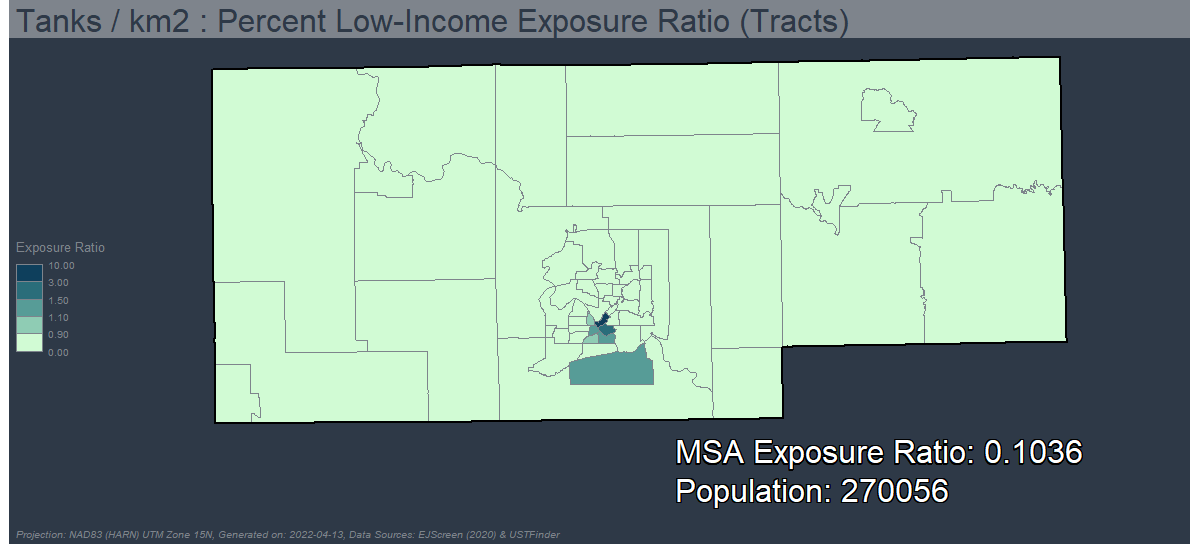 Tanks / km2 : Percent Low-Income Exposure Ratio (Tracts)
Exposure Ratio
10.00
3.00
1.50
1.10
0.90
0.00
MSA Exposure Ratio: 0.1036
Population: 270056
Projection: NAD83 (HARN) UTM Zone 15N, Generated on: 2022-04-13, Data Sources: EJScreen (2020) & USTFinder